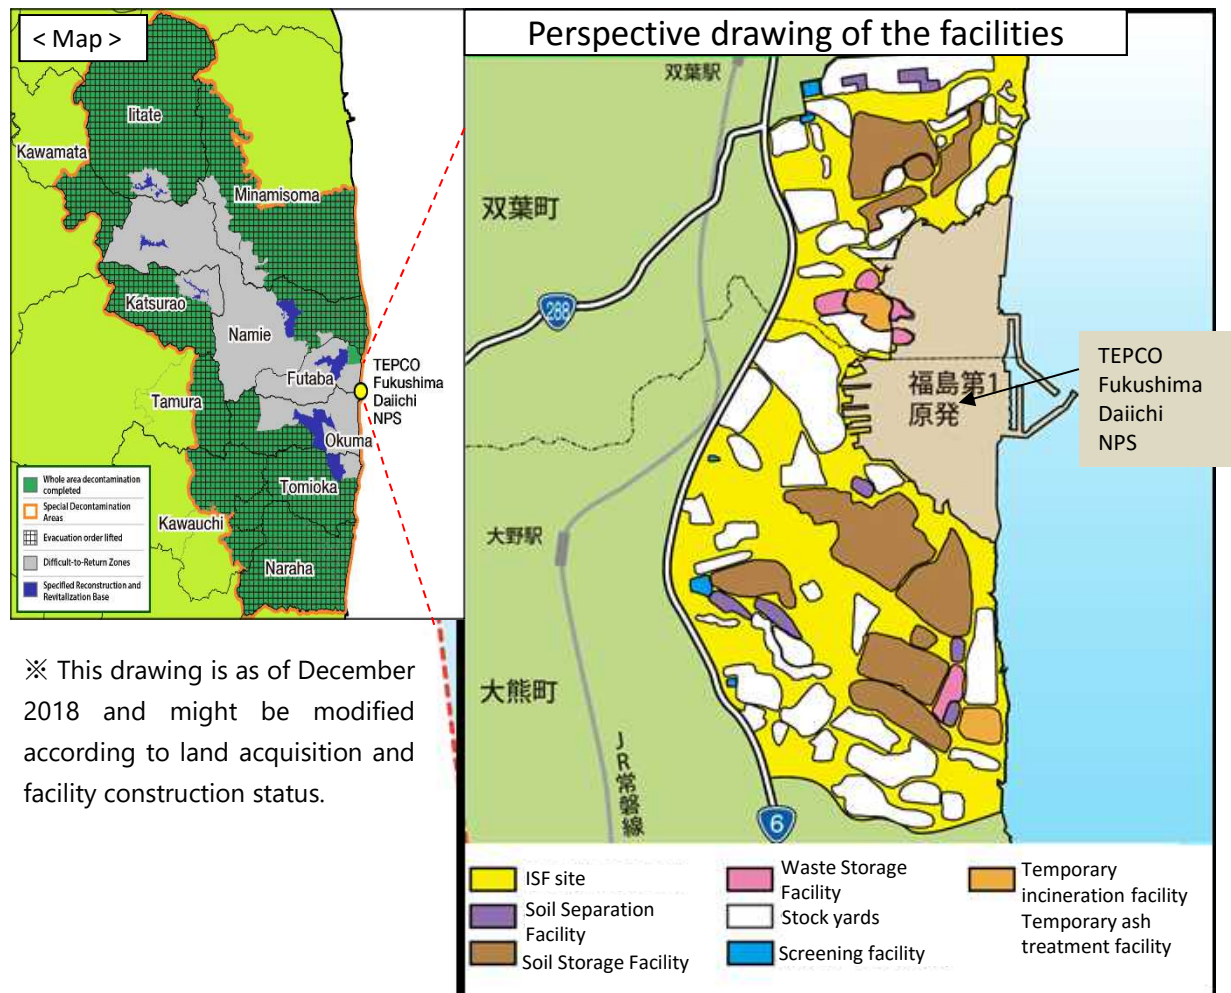 < Map >
Iitate
Kawamata
Minamisoma
Katsurao
Namie
Futaba
TEPCO
Fukushima
Daiichi
NPS
Tamura
Okuma
Tomioka
Kawauchi
Naraha
Whole area decontamination
completed
Special Decontamination
Areas
Evacuation order lifted
Difficult-to-Return Zones
Specified Reconstruction and
Revitalization Base
※ This drawing is as of December
2018 and might be modified
according to land acquisition and
facility construction status.
Perspective drawing of the facilities
双葉駅
双葉町
288
福島第1
原発
TEPCO
Fukushima
Daiichi
NPS
大野駅
大熊町
JR常磐線
6
ISF site
Soil Separation
Facility
Soil Storage Facility
Waste Storage
Facility
Stock yards
Screening facility
Temporary
incineration facility
Temporary ash
treatment facility